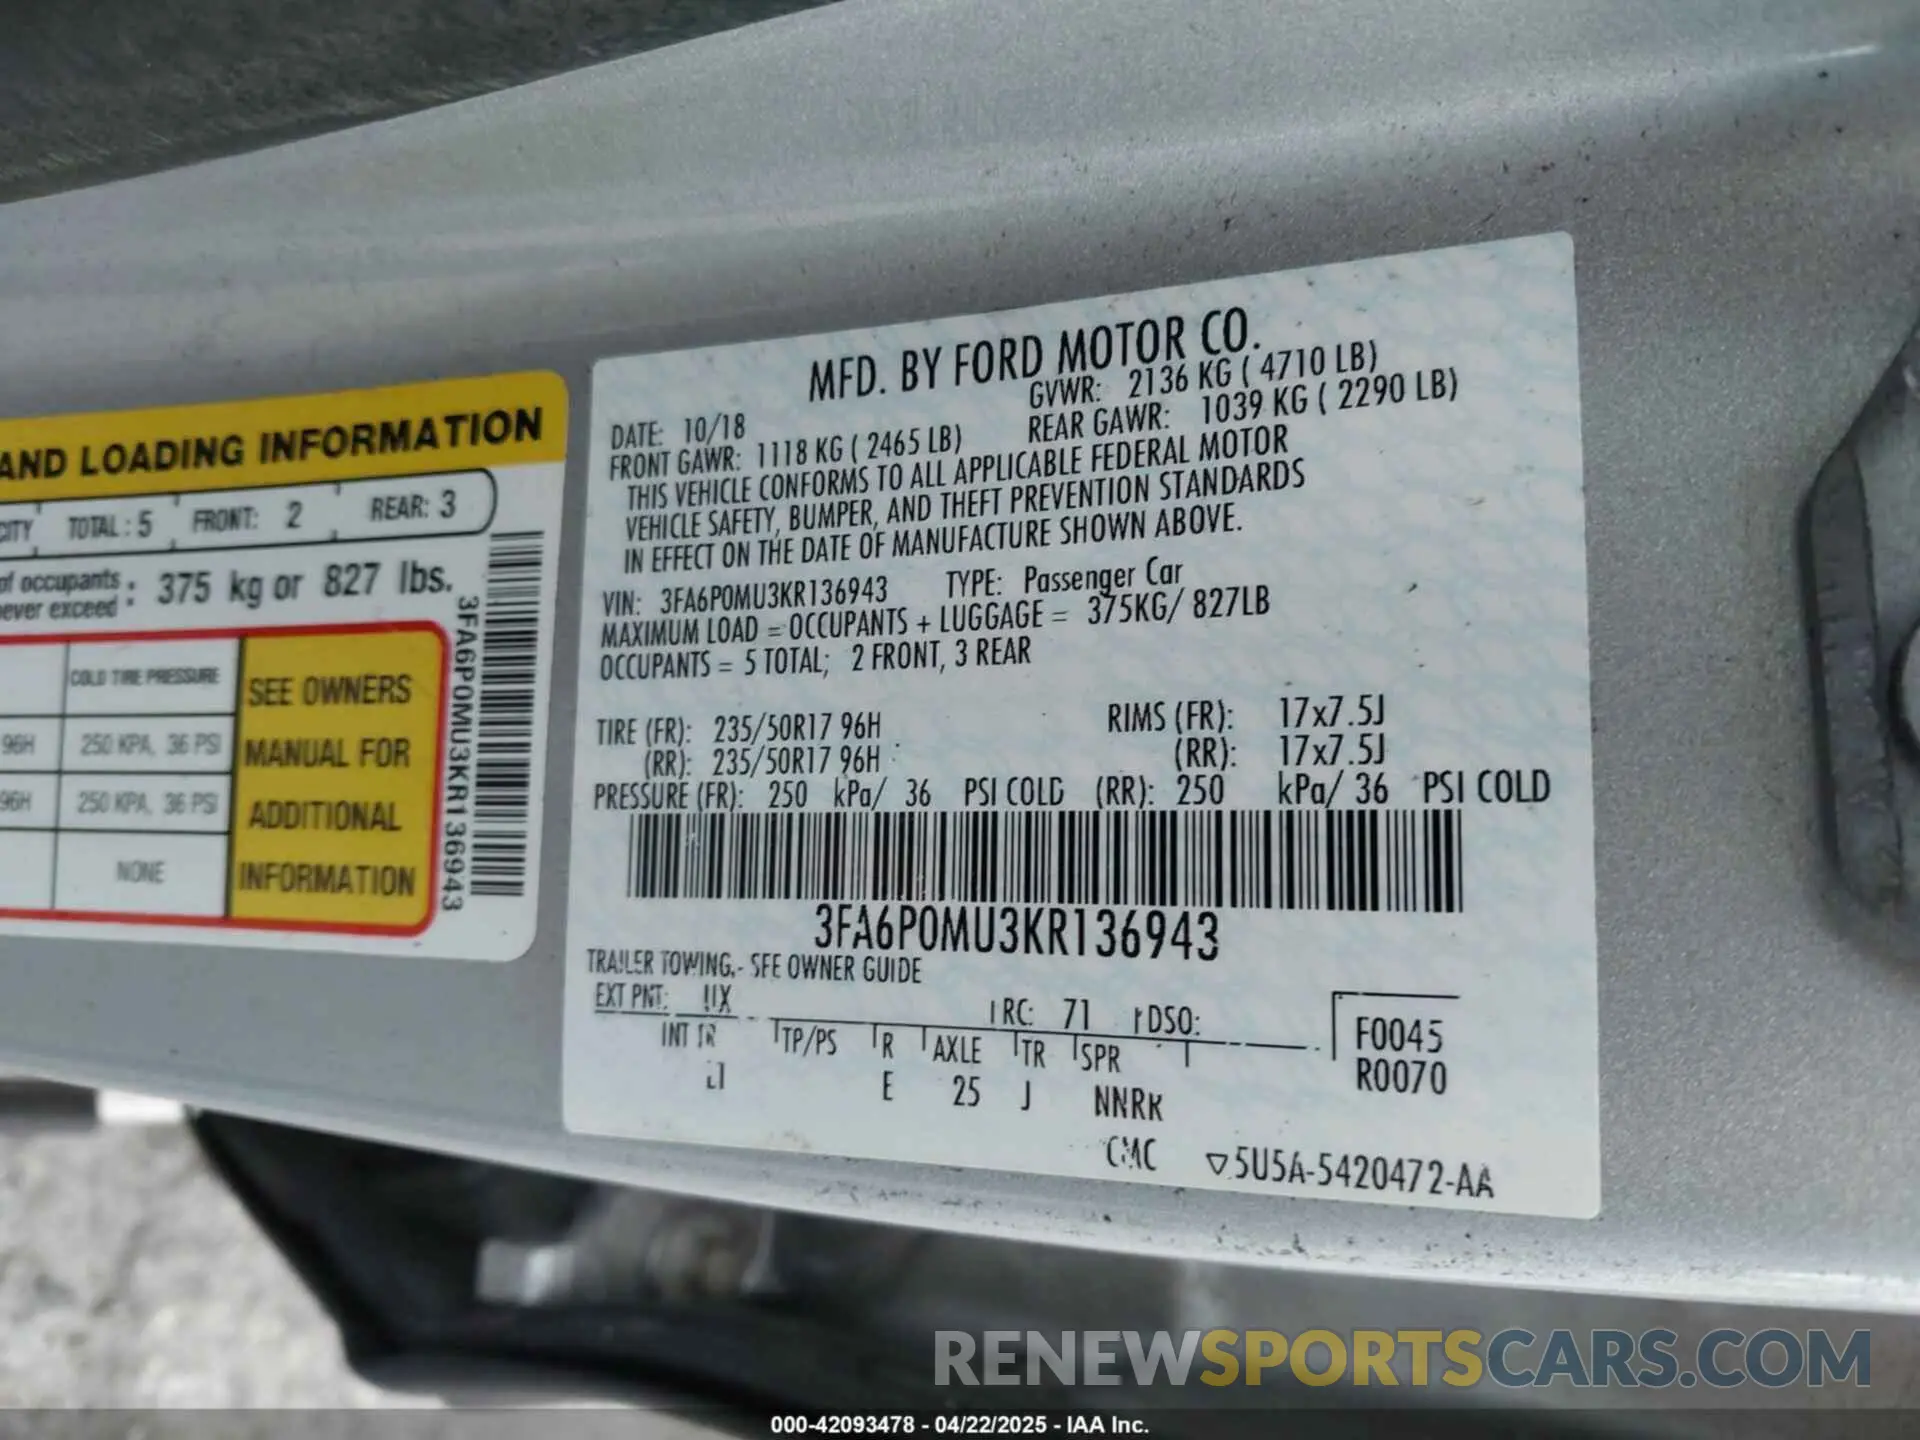 AND LOADING INFORMATION
CITY TOTAL : 5 FRONT: 2 REAR: 3
of occupants
never exceed : 375 kg or 827 lbs.
COLD TIRE PRESSURE
96H 250 KPA, 36 PSI
96H 250 KPA, 36 PSI
NONE
SEE OWNERS
MANUAL FOR
ADDITIONAL
INFORMATION
3FA6P0MU3KR136943
MFD. BY FORD MOTOR CO.
DATE: 10/18 GVWR: 2136 KG ( 4710 LB)
FRONT GAWR: 1118 KG ( 2465 LB) REAR GAWR: 1039 KG ( 2290 LB)
THIS VEHICLE CONFORMS TO ALL APPLICABLE FEDERAL MOTOR
VEHICLE SAFETY, BUMPER, AND THEFT PREVENTION STANDARDS
IN EFFECT ON THE DATE OF MANUFACTURE SHOWN ABOVE.
VIN: 3FA6P0MU3KR136943 TYPE: Passenger Car
MAXIMUM LOAD = OCCUPANTS + LUGGAGE = 375KG/ 827LB
OCCUPANTS = 5 TOTAL; 2 FRONT, 3 REAR
TIRE (FR): 235/50R17 96H RIMS (FR): 17x7.5J
(RR): 235/50R17 96H (RR): 17x7.5J
PRESSURE (FR): 250 kPa/ 36 PSI COLD (RR): 250 kPa/ 36 PSI COLD
3FA6P0MU3KR136943
TRAILER TOWING - SEE OWNER GUIDE
EXT PNT: UX RC: 71 DSO:
INT TR TP/PS R AXLE TR SPR
E 25 J NNRK
F0045
R0070
CMC ▽5U5A-5420472-AA
RENEWSPORTSCARS.COM
000-42093478 - 04/22/2025 - IAA Inc.